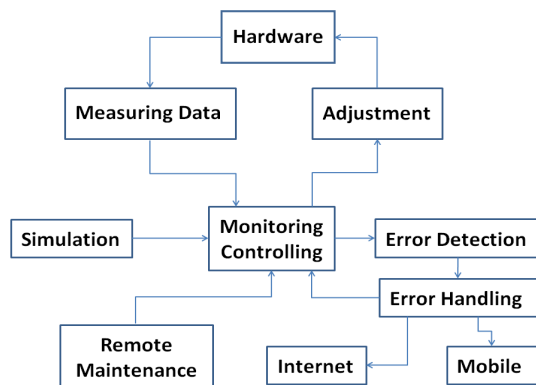 Hardware
Measuring Data
Adjustment
Simulation
Monitoring
Controlling
Error Detection
Error Handling
Remote
Maintenance
Internet
Mobile